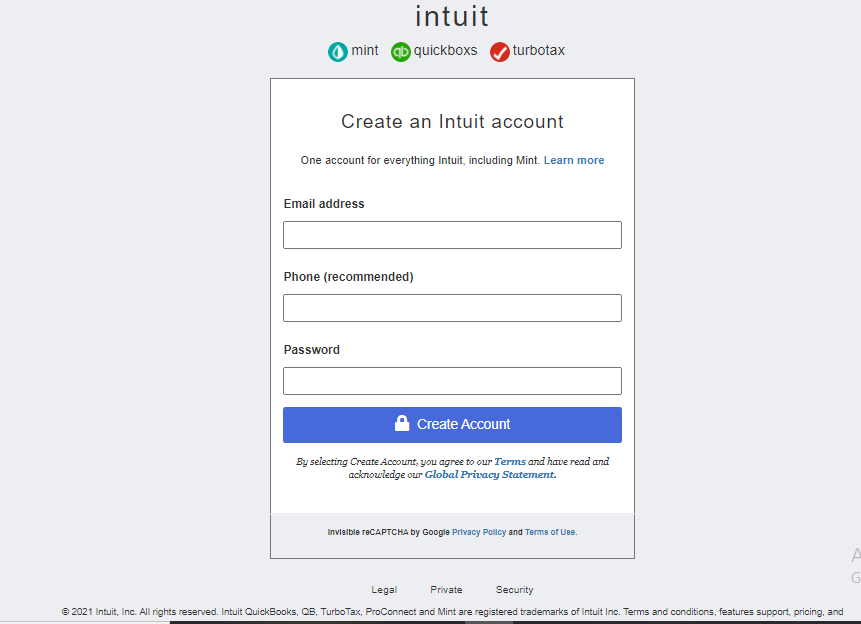 intuit
mint quickboxs turbotax
Create an Intuit account
One account for everything Intuit, including Mint. Learn more
Email address
Phone (recommended)
Password
Create Account
By selecting Create Account, you agree to our Terms and have read and
acknowledge our Global Privacy Statement.
Invisible reCAPTCHA by Google Privacy Policy and Terms of Use.
Legal Private Security
© 2021 Intuit, Inc. All rights reserved. Intuit QuickBooks, QB, TurboTax, ProConnect and Mint are registered trademarks of Intuit Inc. Terms and conditions, features support, pricing, and